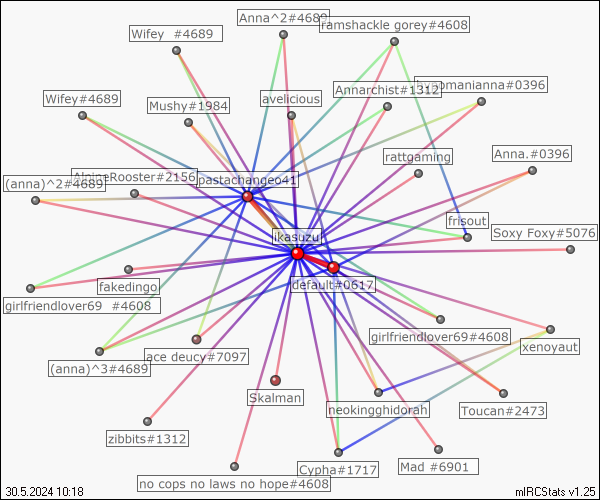 Anna^2#4689
ramshackle gorey#4608
Wifey  #4689
Wifey#4689
Mushy#1984
avelicious
Annarchist#1312
hypomanianna#0396
rattgaming
Anna.#0396
(anna)^2#4689
AlpineRooster#2156
pastachange041
frisout
Soxy Foxy#5076
ikasuzu
fakedingo
default#0617
girlfriendlover69  #4608
girlfriendlover69#4608
xenoyaut
(anna)^3#4689
ace deucy#7097
Skalman
neokingghidorah
Toucan#2473
zibbits#1312
no cops no laws no hope#4608
Cypha#1717
Mad #6901
30.5.2024 10:18
mIRCStats v1.25